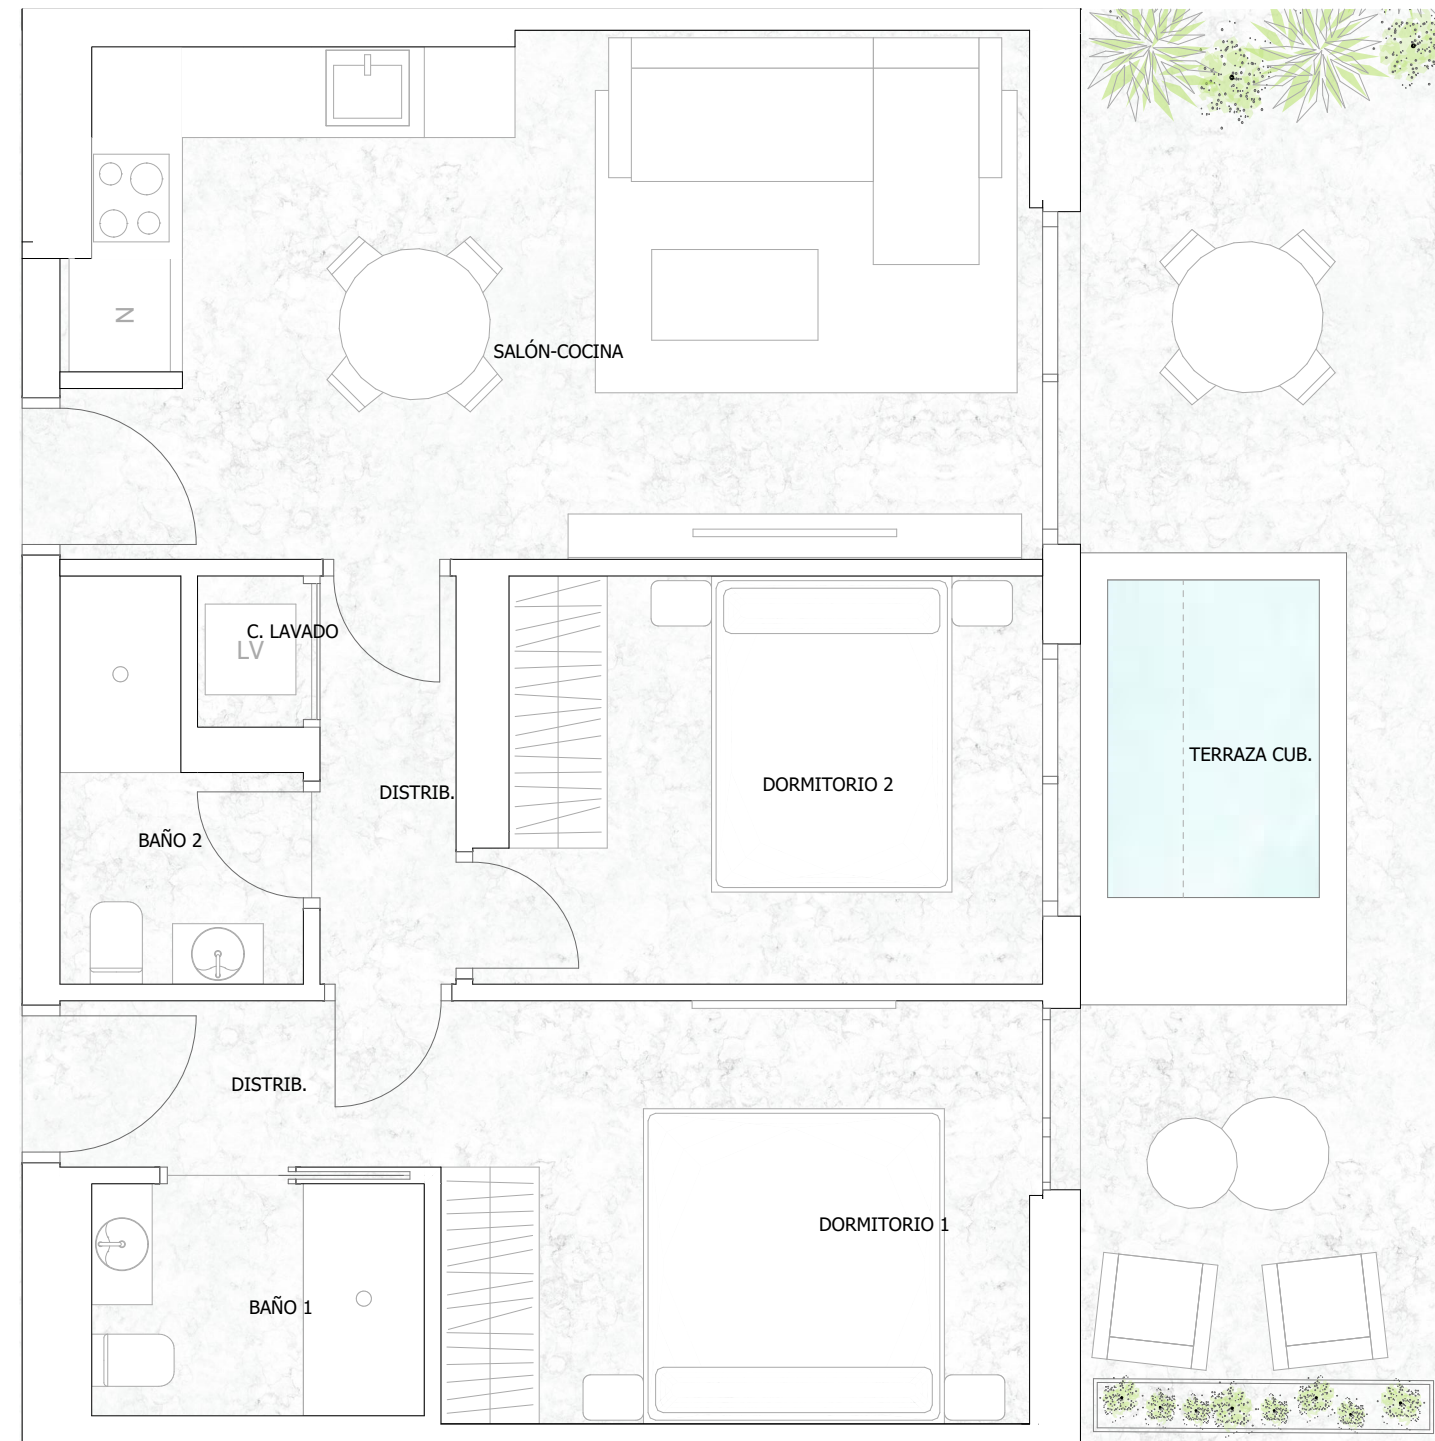 N
SALÓN-COCINA
C. LAVADO
LV
TERRAZA CUB.
DORMITORIO 2
DISTRIB.
BAÑO 2
DISTRIB.
DORMITORIO 1
BAÑO 1